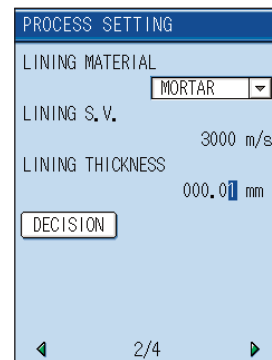 PROCESS SETTING
LINING MATERIAL
MORTAR
LINING S.V.
3000 m/s
LINING THICKNESS
000.01 mm
DECISION
2/4